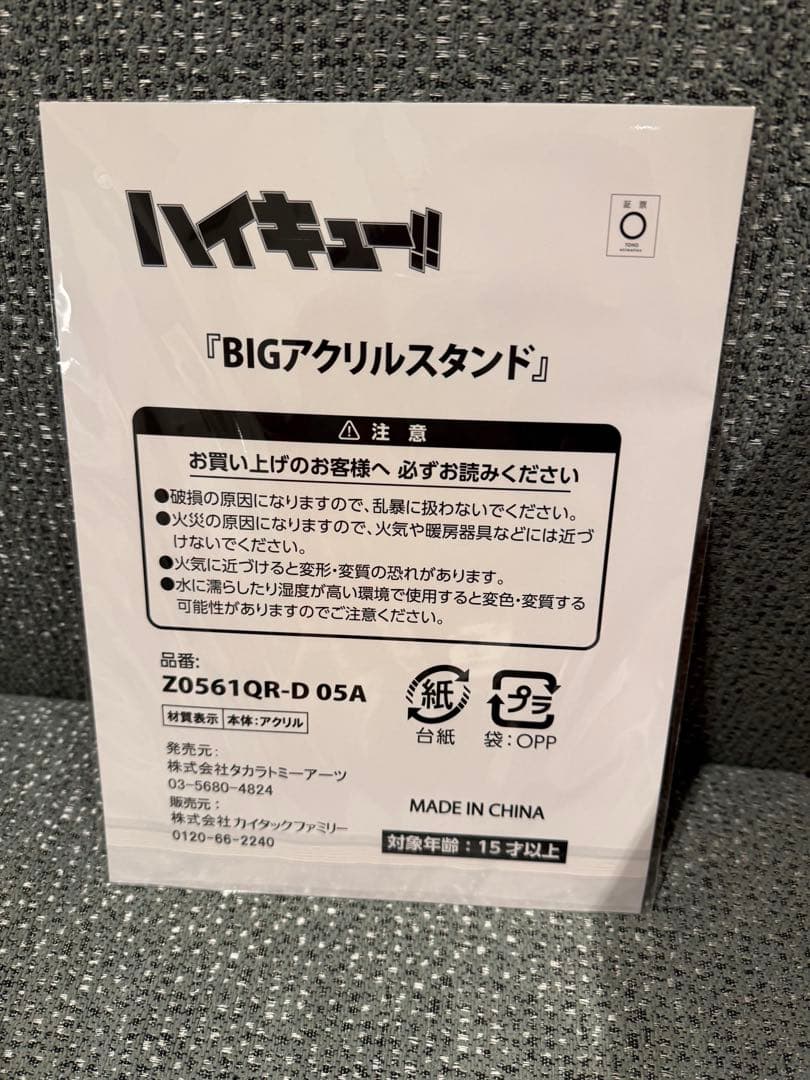 ハイキュー!!
証票
TOHO
animation
『BIGアクリルスタンド』
⚠ 注 意
お買い上げのお客様へ 必ずお読みください
●破損の原因になりますので、乱暴に扱わないでください。
●火災の原因になりますので、火気や暖房器具などには近づ
けないでください。
●火気に近づけると変形・変質の恐れがあります。
●水に濡らしたり湿度が高い環境で使用すると変色・変質する
可能性がありますのでご注意ください。
品番:
Z0561QR-D 05A
材質表示 本体:アクリル
紙
台紙
プラ
袋:OPP
発売元:
株式会社タカラトミーアーツ
03-5680-4824
販売元:
株式会社カイタックファミリー
0120-66-2240
MADE IN CHINA
対象年齢:15才以上